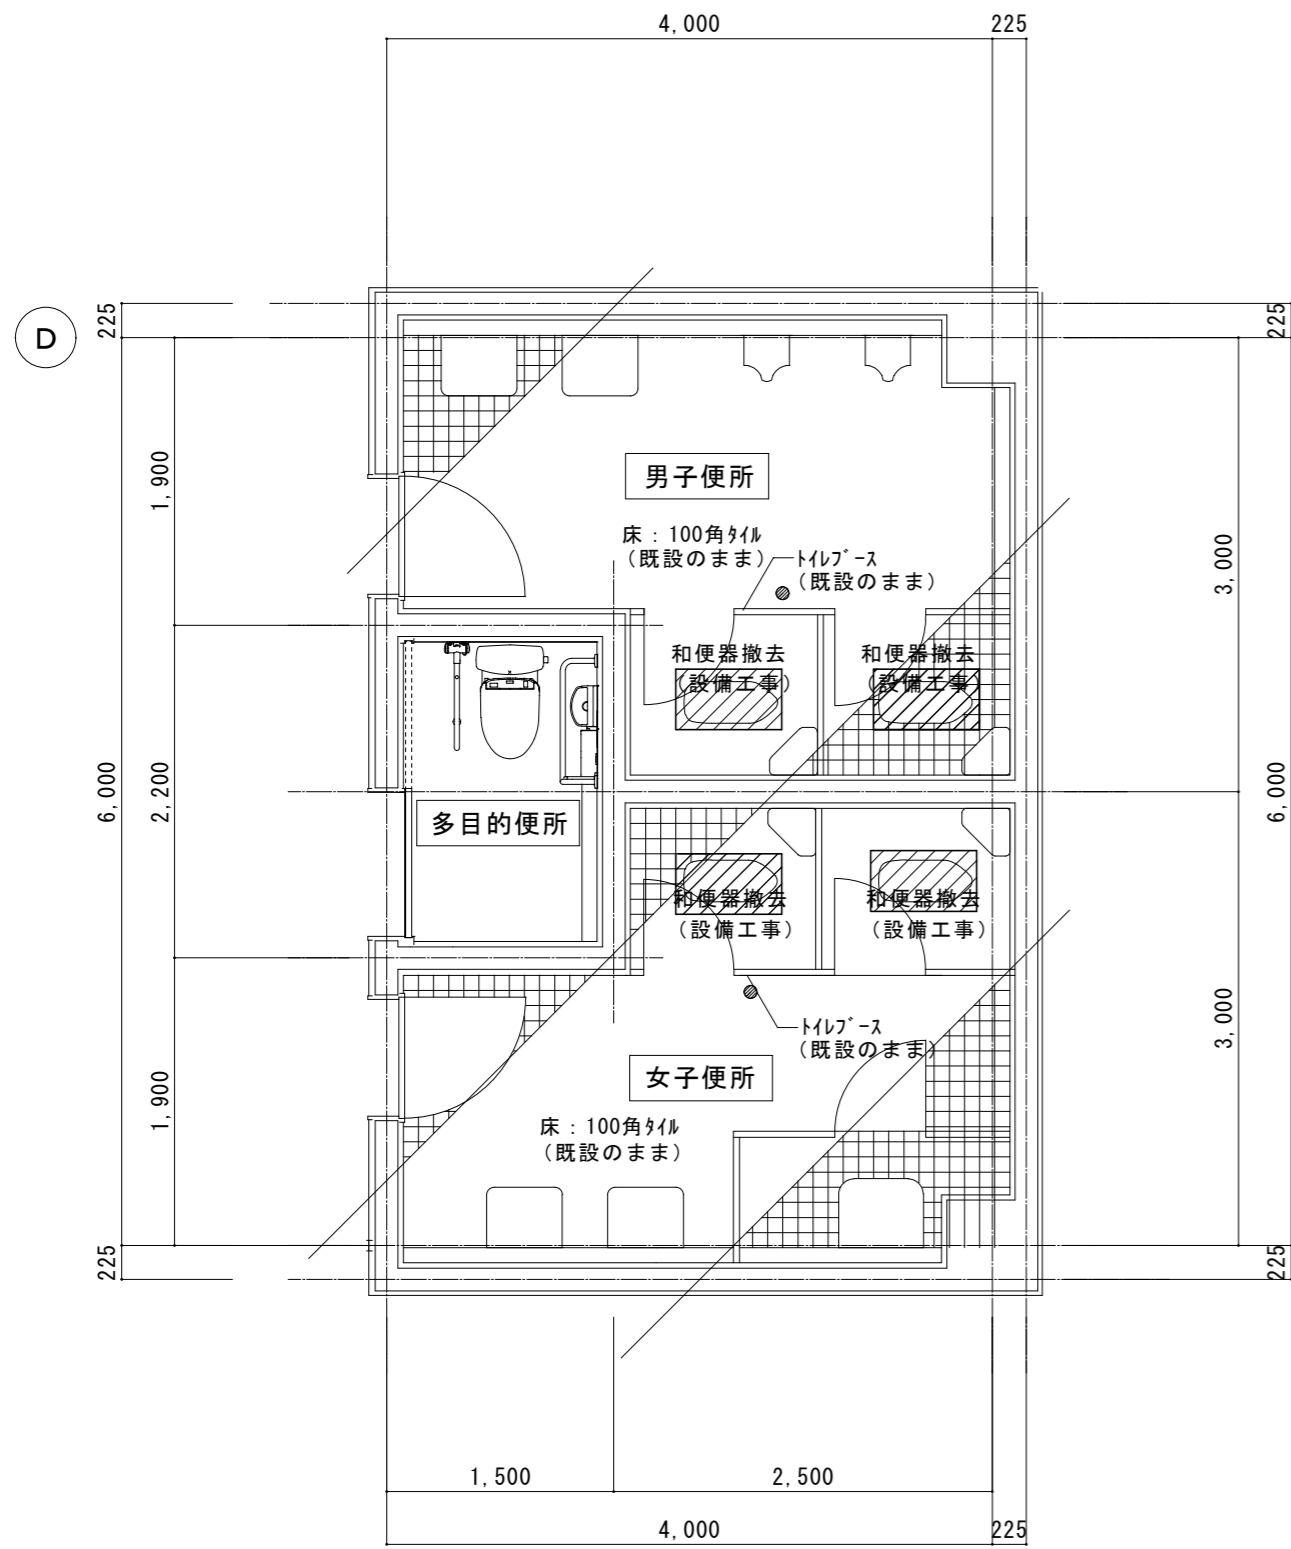 4,000
225
D
225
225
1,900
男子便所
床：100角ﾀｲﾙ
（既設のまま）
ﾄｲﾚﾌﾞｰｽ
（既設のまま）
3,000
和便器撤去
（設備工事）
和便器撤去
（設備工事）
6,000
2,200
多目的便所
6,000
和便器撤去
（設備工事）
和便器撤去
（設備工事）
ﾄｲﾚﾌﾞｰｽ
（既設のまま）
3,000
女子便所
1,900
床：100角ﾀｲﾙ
（既設のまま）
225
225
1,500
2,500
4,000
225